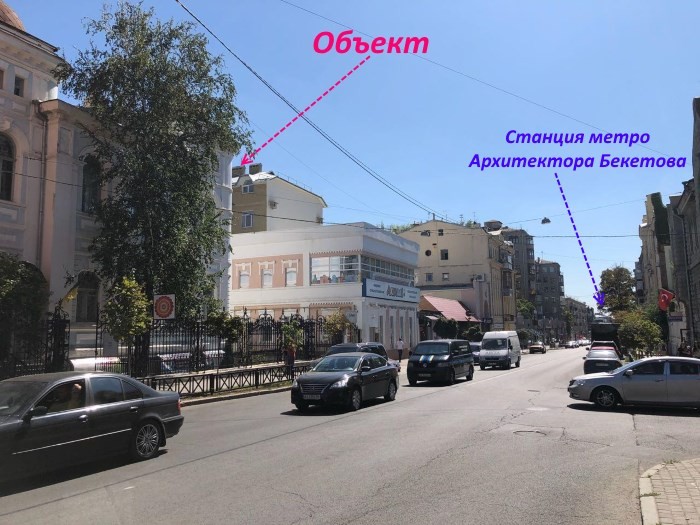 Объект
Станция метро
Архитектора Бекетова